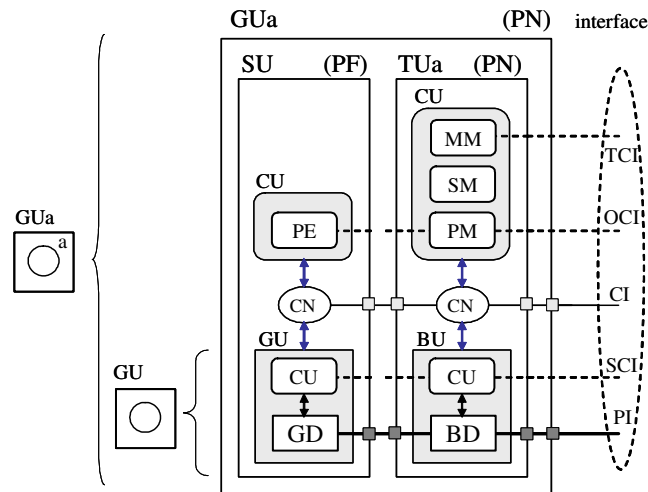 GUa (PN) interface
SU (PF) TUa (PN)
CU
MM
TCI
SM
CU
PE PM OCI
GUa
a
CN CN CI
GU BU
GU
CU CU SCI
GD BD PI